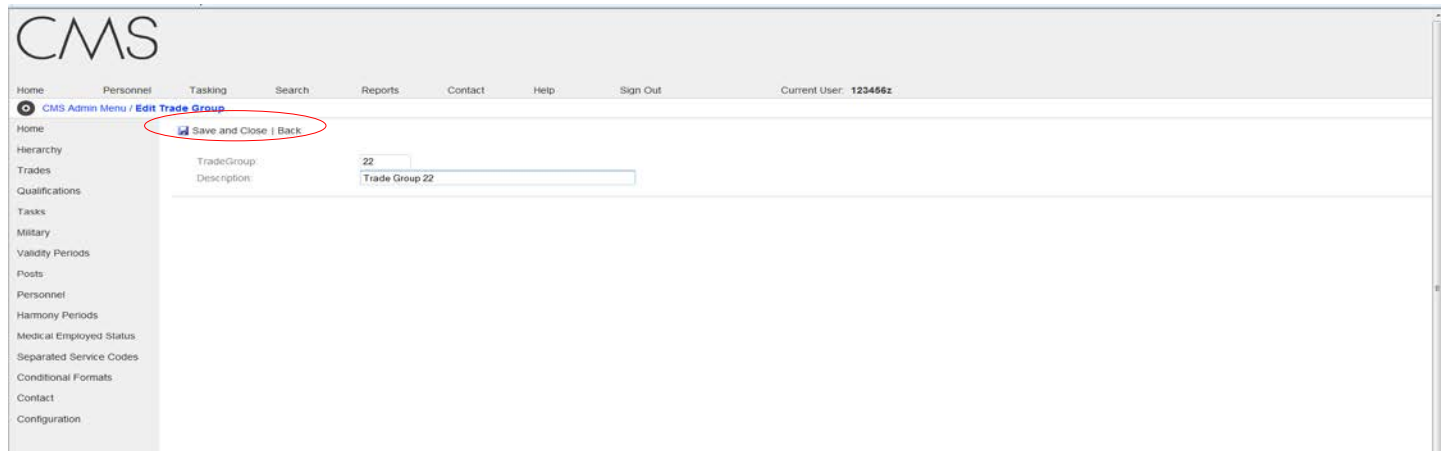 CMS
Home Personnel Tasking Search Reports Contact Help Sign Out Current User: 123456z
CMS Admin Menu / Edit Trade Group
Home
Save and Close | Back
Hierarchy
TradeGroup: 22
Trades
Description: Trade Group 22
Qualifications
Tasks
Military
Validity Periods
Posts
Personnel
Harmony Periods
Medical Employed Status
Separated Service Codes
Conditional Formats
Contact
Configuration